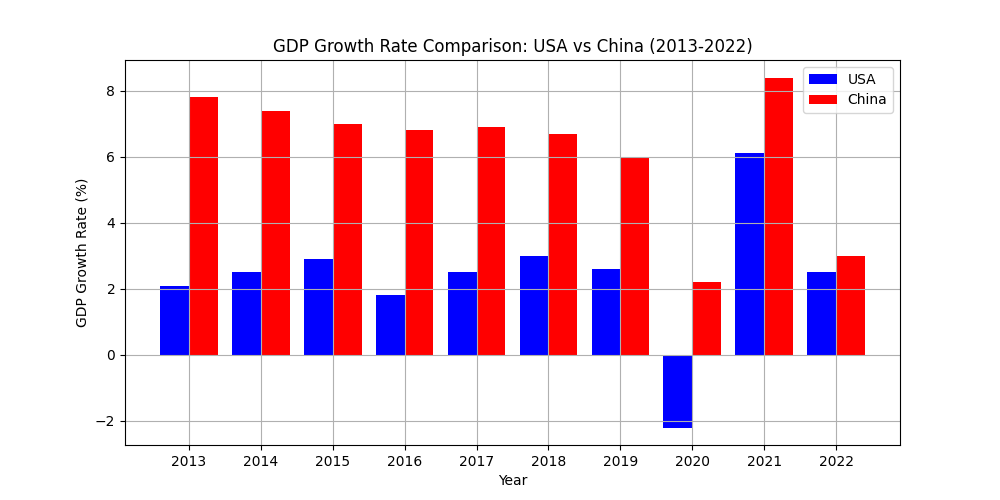 GDP Growth Rate Comparison: USA vs China (2013-2022)
USA
China
GDP Growth Rate (%)
8
6
4
2
0
−2
2013 2014 2015 2016 2017 2018 2019 2020 2021 2022
Year